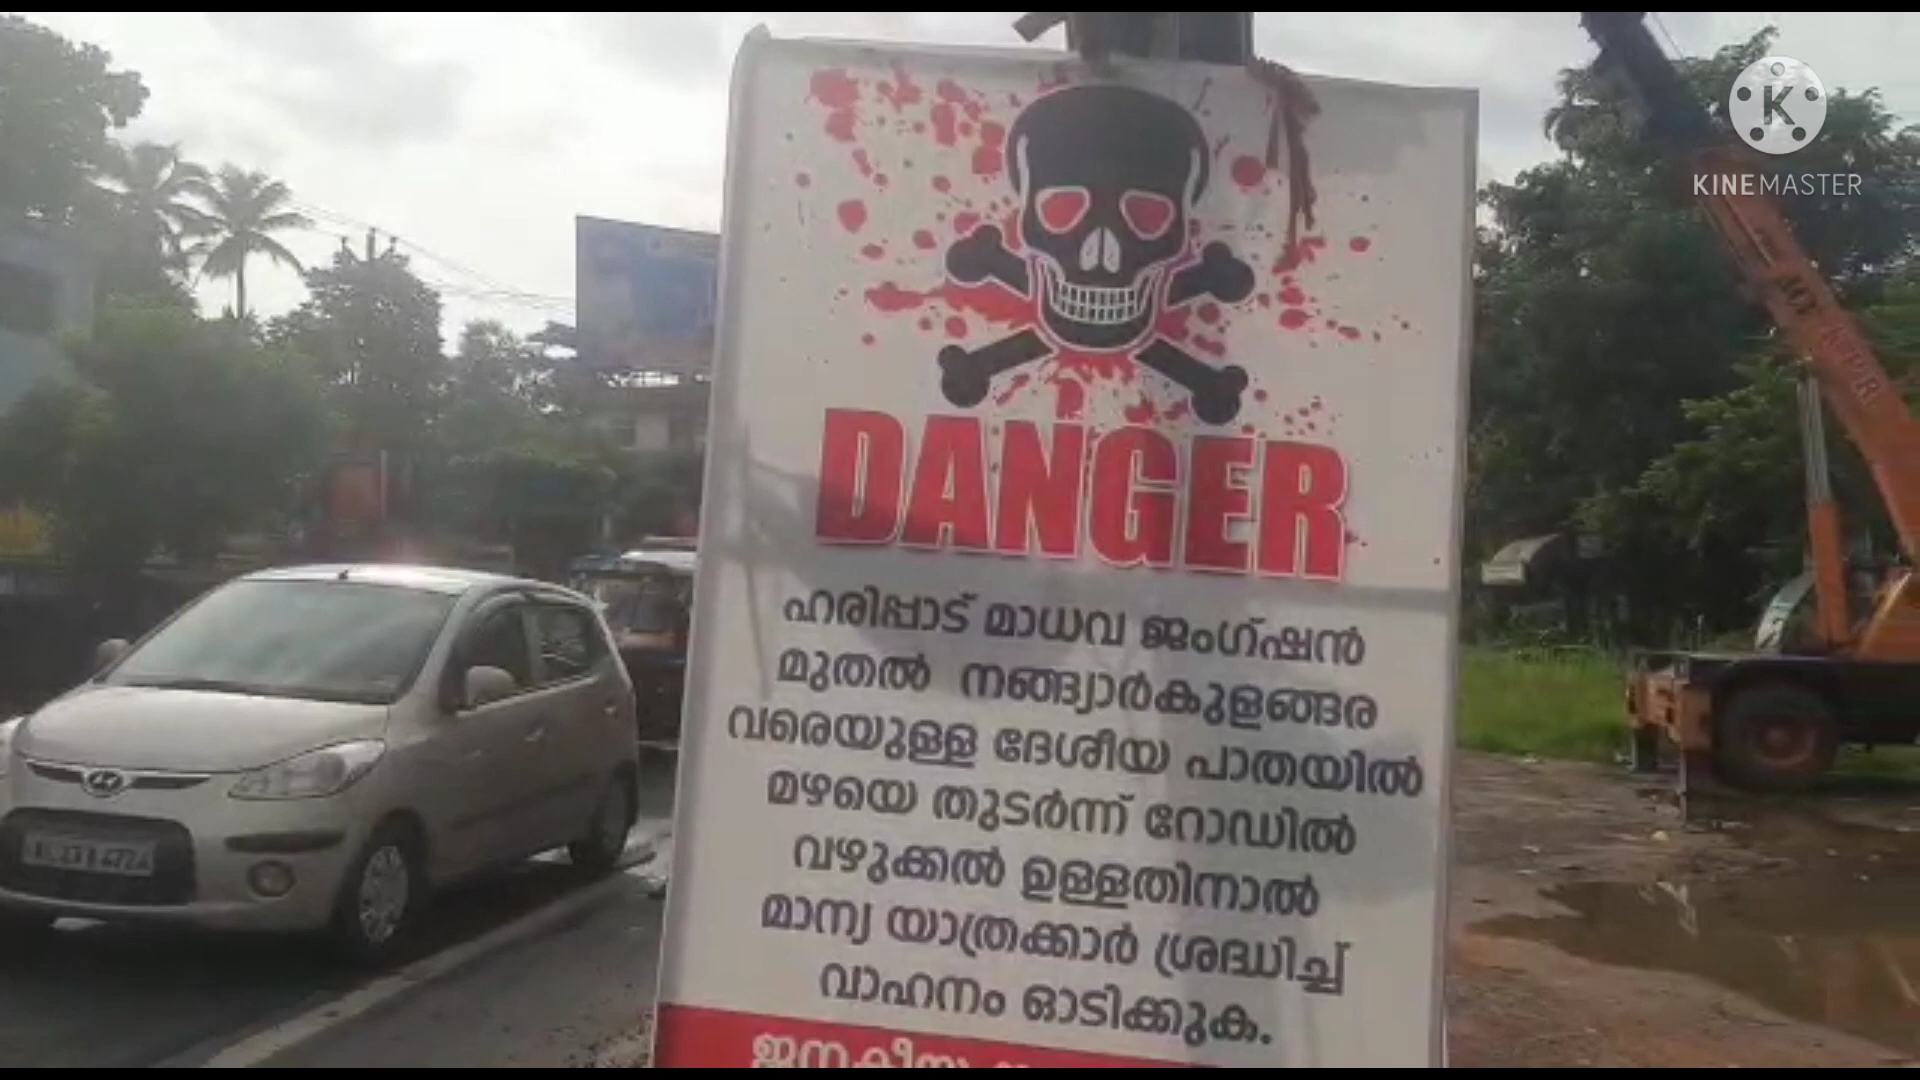 KINEMASTER
DANGER
ഹരിപ്പാട് മാധവ ജംഗ്ഷൻ
മുതൽ നങ്ങ്യാർകുളങ്ങര
വരെയുള്ള ദേശീയ പാതയിൽ
മഴയെ തുടർന്ന് റോഡിൽ
വഴുക്കൽ ഉള്ളതിനാൽ
മാന്യ യാത്രക്കാർ ശ്രദ്ധിച്ച്
വാഹനം ഓടിക്കുക.